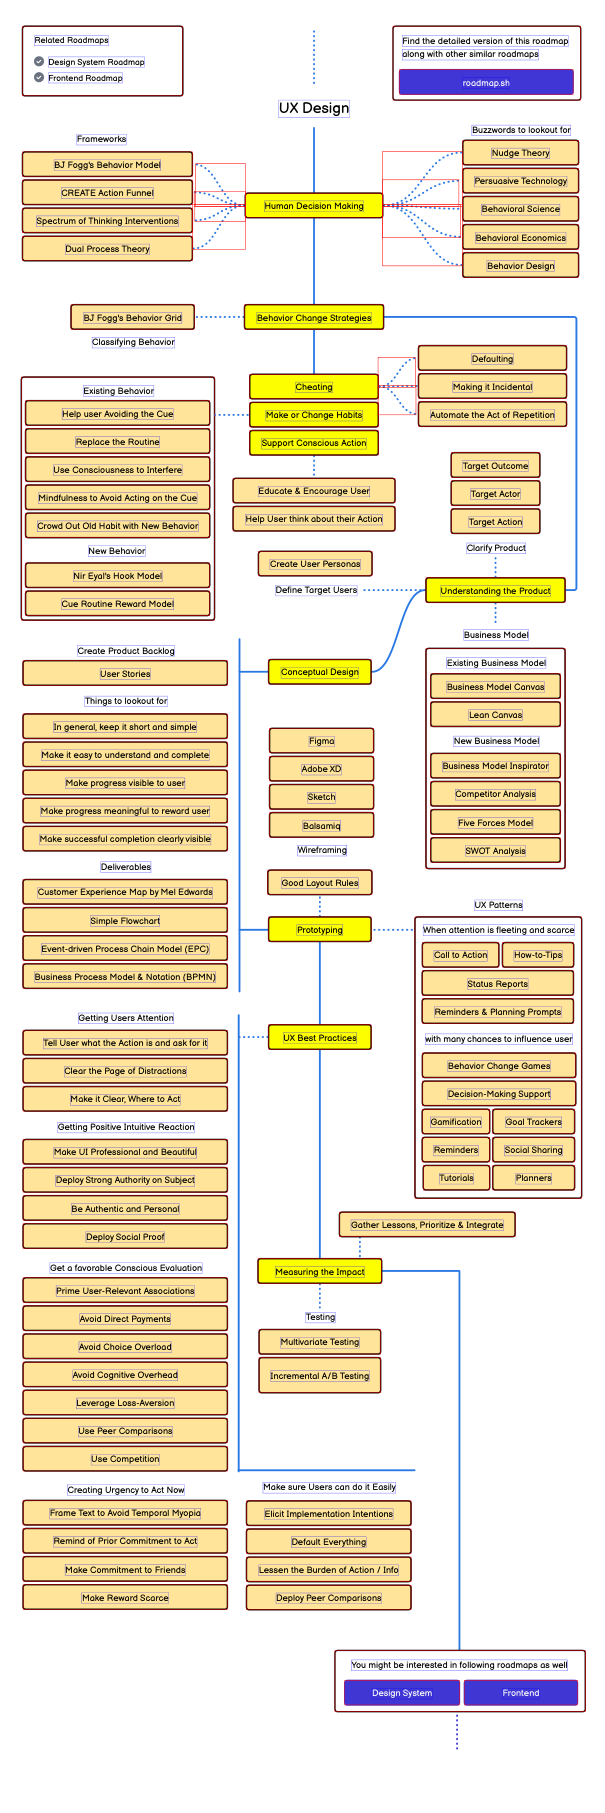 Related Roadmaps
Design System Roadmap
Frontend Roadmap
Find the detailed version of this roadmap
along with other similar roadmaps
roadmap.sh
UX Design
Frameworks
BJ Fogg's Behavior Model
CREATE Action Funnel
Spectrum of Thinking Interventions
Dual Process Theory
Human Decision Making
Buzzwords to lookout for
Nudge Theory
Persuasive Technology
Behavioral Science
Behavioral Economics
Behavior Design
BJ Fogg's Behavior Grid
Classifying Behavior
Behavior Change Strategies
Cheating
Make or Change Habits
Support Conscious Action
Defaulting
Making it Incidental
Automate the Act of Repetition
Existing Behavior
Help user Avoiding the Cue
Replace the Routine
Use Consciousness to Interfere
Mindfulness to Avoid Acting on the Cue
Crowd Out Old Habit with New Behavior
New Behavior
Nir Eyal's Hook Model
Cue Routine Reward Model
Educate & Encourage User
Help User think about their Action
Target Outcome
Target Actor
Target Action
Clarify Product
Create User Personas
Define Target Users
Understanding the Product
Business Model
Existing Business Model
Business Model Canvas
Lean Canvas
New Business Model
Business Model Inspirator
Competitor Analysis
Five Forces Model
SWOT Analysis
Create Product Backlog
User Stories
Conceptual Design
Things to lookout for
In general, keep it short and simple
Make it easy to understand and complete
Make progress visible to user
Make progress meaningful to reward user
Make successful completion clearly visible
Deliverables
Customer Experience Map by Mel Edwards
Simple Flowchart
Event-driven Process Chain Model (EPC)
Business Process Model & Notation (BPMN)
Figma
Adobe XD
Sketch
Balsamiq
Wireframing
Good Layout Rules
Prototyping
UX Patterns
When attention is fleeting and scarce
Call to Action
How-to-Tips
Status Reports
Reminders & Planning Prompts
with many chances to influence user
Behavior Change Games
Decision-Making Support
Gamification
Goal Trackers
Reminders
Social Sharing
Tutorials
Planners
Getting Users Attention
Tell User what the Action is and ask for it
Clear the Page of Distractions
Make it Clear, Where to Act
UX Best Practices
Getting Positive Intuitive Reaction
Make UI Professional and Beautiful
Deploy Strong Authority on Subject
Be Authentic and Personal
Deploy Social Proof
Gather Lessons, Prioritize & Integrate
Measuring the Impact
Testing
Multivariate Testing
Incremental A/B Testing
Get a favorable Conscious Evaluation
Prime User-Relevant Associations
Avoid Direct Payments
Avoid Choice Overload
Avoid Cognitive Overhead
Leverage Loss-Aversion
Use Peer Comparisons
Use Competition
Creating Urgency to Act Now
Frame Text to Avoid Temporal Myopia
Remind of Prior Commitment to Act
Make Commitment to Friends
Make Reward Scarce
Make sure Users can do it Easily
Elicit Implementation Intentions
Default Everything
Lessen the Burden of Action / Info
Deploy Peer Comparisons
You might be interested in following roadmaps as well
Design System
Frontend